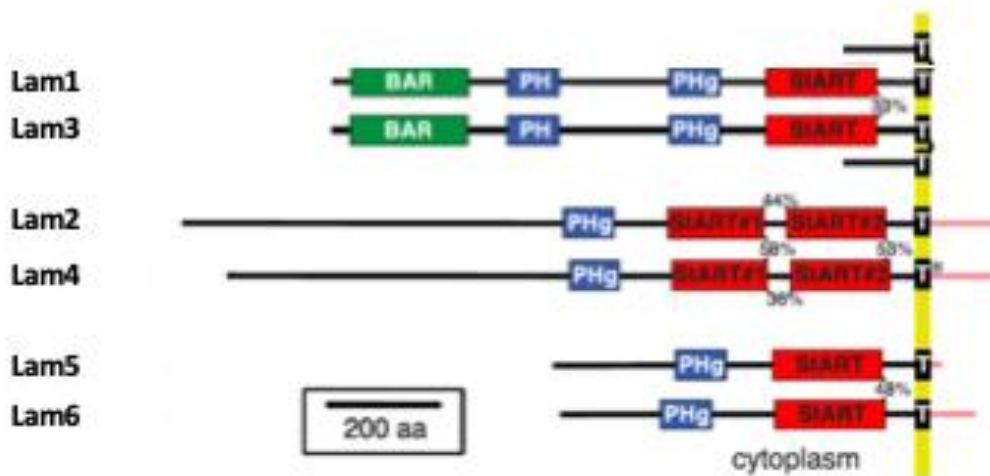 T
Lam1 BAR PH PHg StART T
Lam3 BAR PH PHg StART T
T
44%
Lam2 PHg StART#1 StART#2 T
58% 53%
Lam4 PHg StART#1 StART#2 T
36%
Lam5 PHg StART T
48%
Lam6 PHg StART T
200 aa
cytoplasm